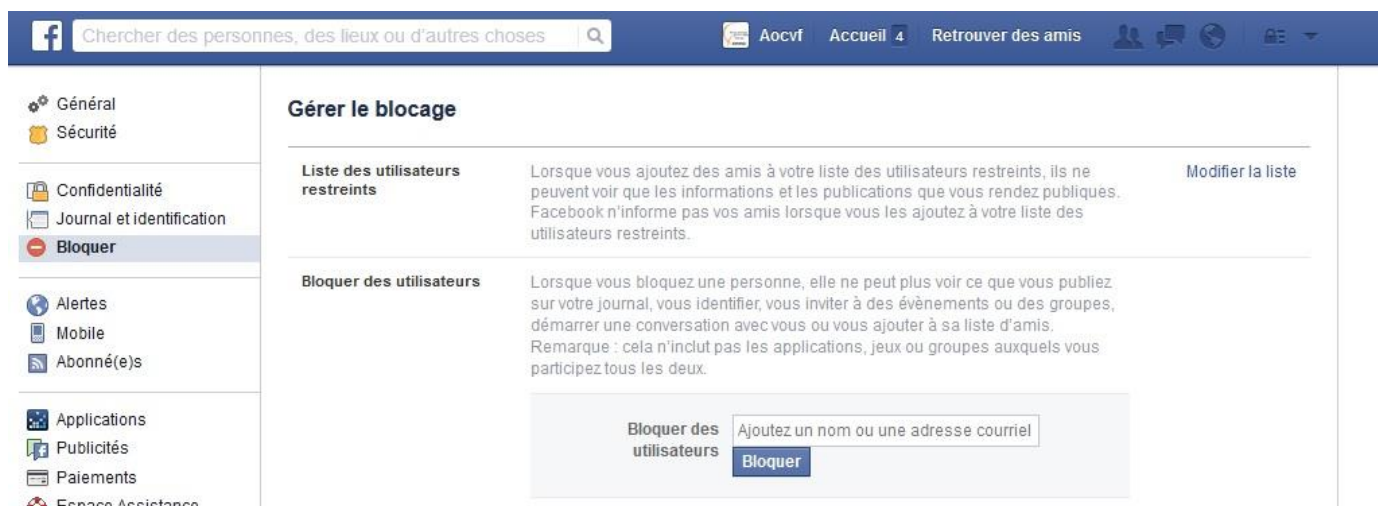 Chercher des personnes, des lieux ou d'autres choses
Aocvf Accueil 4 Retrouver des amis
Général
Sécurité
Confidentialité
Journal et identification
Bloquer
Alertes
Mobile
Abonné(e)s
Applications
Publicités
Paiements
Espace Assistance
Gérer le blocage
Liste des utilisateurs
restreints
Lorsque vous ajoutez des amis à votre liste des utilisateurs restreints, ils ne
peuvent voir que les informations et les publications que vous rendez publiques.
Facebook n'informe pas vos amis lorsque vous les ajoutez à votre liste des
utilisateurs restreints.
Modifier la liste
Bloquer des utilisateurs
Lorsque vous bloquez une personne, elle ne peut plus voir ce que vous publiez
sur votre journal, vous identifier, vous inviter à des évènements ou des groupes,
démarrer une conversation avec vous ou vous ajouter à sa liste d'amis.
Remarque : cela n'inclut pas les applications, jeux ou groupes auxquels vous
participez tous les deux.
Bloquer des
utilisateurs
Ajoutez un nom ou une adresse courriel
Bloquer